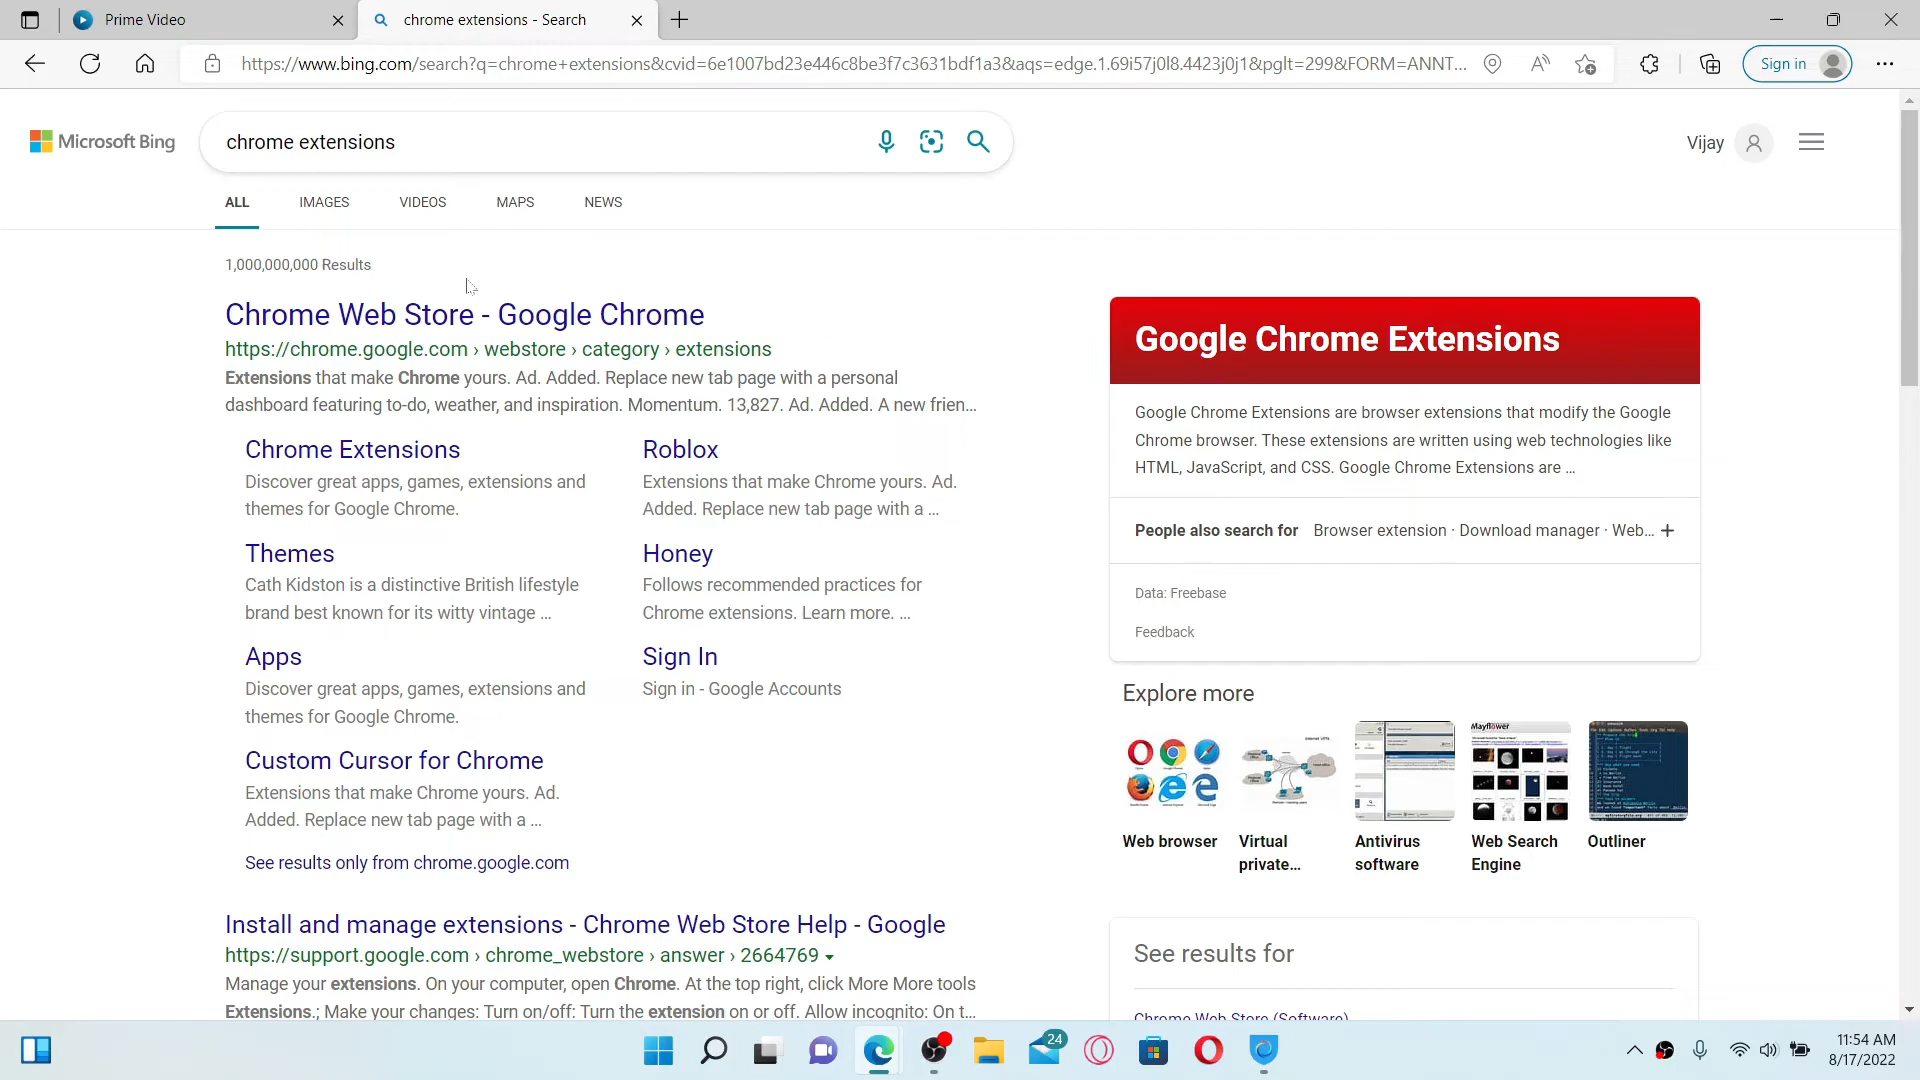 Prime Video
chrome extensions - Search
https://www.bing.com/search?q=chrome+extensions&cvid=6e1007bd23e446c8be3f7c3631bdf1a3&aqs=edge.1.69i57j0l8.4423j0j1&pglt=299&FORM=ANNT...
Sign in
Microsoft Bing
chrome extensions
Vijay
ALL IMAGES VIDEOS MAPS NEWS
1,000,000,000 Results
Chrome Web Store - Google Chrome
https://chrome.google.com › webstore › category › extensions
Extensions that make Chrome yours. Ad. Added. Replace new tab page with a personal
dashboard featuring to-do, weather, and inspiration. Momentum. 13,827. Ad. Added. A new frien...
Chrome Extensions
Discover great apps, games, extensions and
themes for Google Chrome.
Roblox
Extensions that make Chrome yours. Ad.
Added. Replace new tab page with a ...
Themes
Cath Kidston is a distinctive British lifestyle
brand best known for its witty vintage ...
Honey
Follows recommended practices for
Chrome extensions. Learn more. ...
Apps
Discover great apps, games, extensions and
themes for Google Chrome.
Sign In
Sign in - Google Accounts
Custom Cursor for Chrome
Extensions that make Chrome yours. Ad.
Added. Replace new tab page with a ...
See results only from chrome.google.com
Install and manage extensions - Chrome Web Store Help - Google
https://support.google.com › chrome_webstore › answer › 2664769
Manage your extensions. On your computer, open Chrome. At the top right, click More More tools
Extensions.; Make your changes: Turn on/off: Turn the extension on or off. Allow incognito: On t...
Google Chrome Extensions
Google Chrome Extensions are browser extensions that modify the Google
Chrome browser. These extensions are written using web technologies like
HTML, JavaScript, and CSS. Google Chrome Extensions are ...
People also search for Browser extension · Download manager · Web...
Data: Freebase
Feedback
Explore more
Mayflower
Web browser
Virtual
private...
Antivirus
software
Web Search
Engine
Outliner
See results for
Chrome Web Store (Software)
24
11:54 AM
8/17/2022